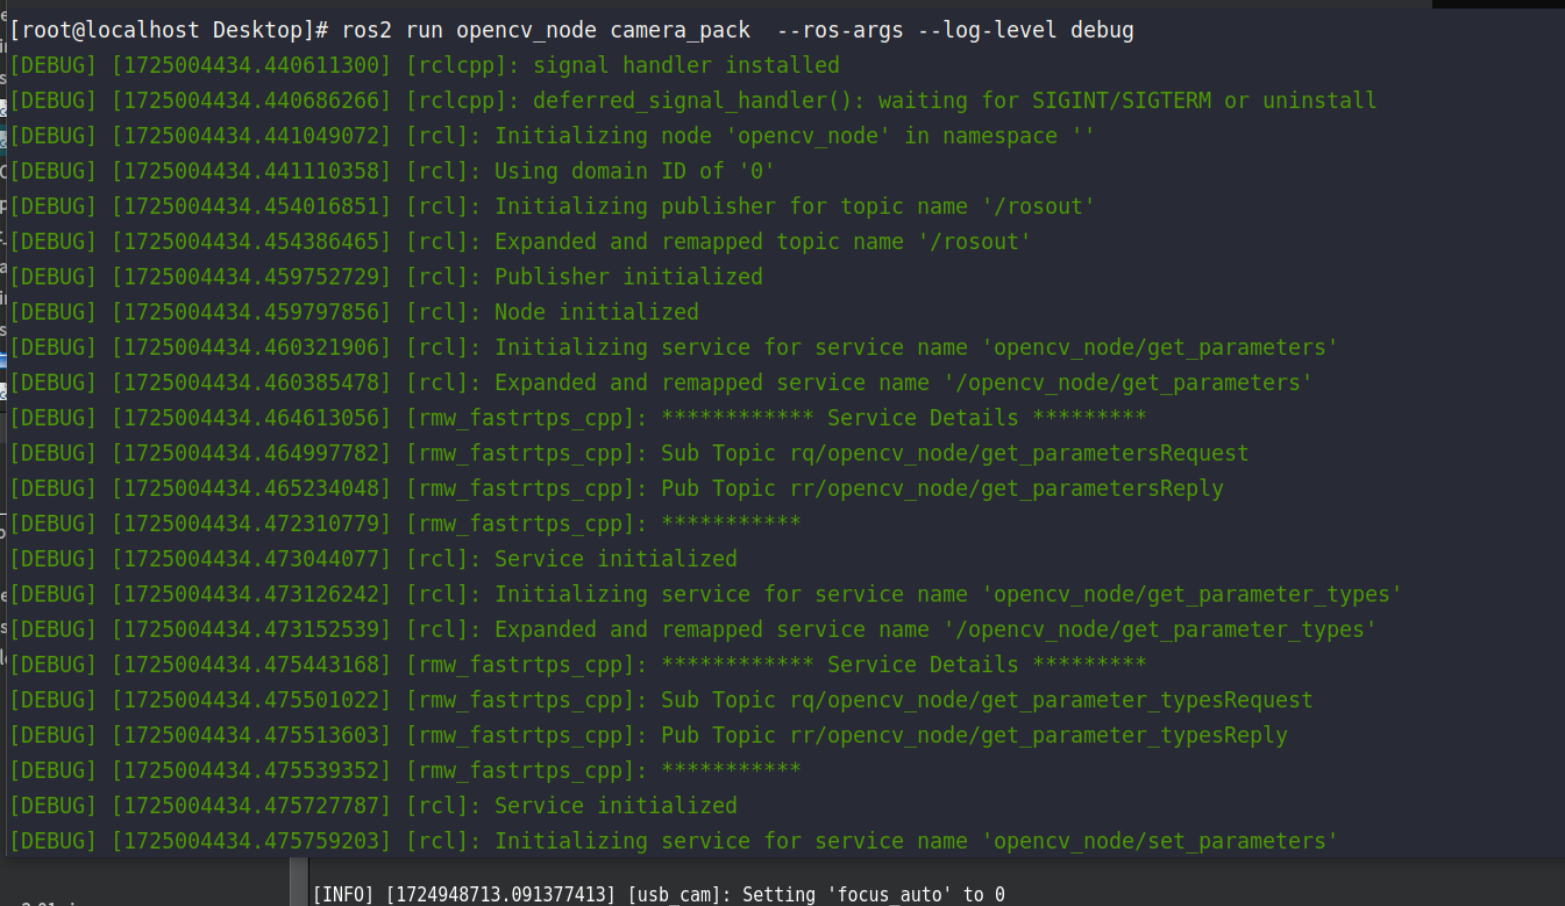 [root@localhost Desktop]# ros2 run opencv_node camera_pack  --ros-args --log-level debug
[DEBUG] [1725004434.440611300] [rclcpp]: signal handler installed
[DEBUG] [1725004434.440686266] [rclcpp]: deferred_signal_handler(): waiting for SIGINT/SIGTERM or uninstall
[DEBUG] [1725004434.441049072] [rcl]: Initializing node 'opencv_node' in namespace ''
[DEBUG] [1725004434.441110358] [rcl]: Using domain ID of '0'
[DEBUG] [1725004434.454016851] [rcl]: Initializing publisher for topic name '/rosout'
[DEBUG] [1725004434.454386465] [rcl]: Expanded and remapped topic name '/rosout'
[DEBUG] [1725004434.459752729] [rcl]: Publisher initialized
[DEBUG] [1725004434.459797856] [rcl]: Node initialized
[DEBUG] [1725004434.460321906] [rcl]: Initializing service for service name 'opencv_node/get_parameters'
[DEBUG] [1725004434.460385478] [rcl]: Expanded and remapped service name '/opencv_node/get_parameters'
[DEBUG] [1725004434.464613056] [rmw_fastrtps_cpp]: ************ Service Details *********
[DEBUG] [1725004434.464997782] [rmw_fastrtps_cpp]: Sub Topic rq/opencv_node/get_parametersRequest
[DEBUG] [1725004434.465234048] [rmw_fastrtps_cpp]: Pub Topic rr/opencv_node/get_parametersReply
[DEBUG] [1725004434.472310779] [rmw_fastrtps_cpp]: ***********
[DEBUG] [1725004434.473044077] [rcl]: Service initialized
[DEBUG] [1725004434.473126242] [rcl]: Initializing service for service name 'opencv_node/get_parameter_types'
[DEBUG] [1725004434.473152539] [rcl]: Expanded and remapped service name '/opencv_node/get_parameter_types'
[DEBUG] [1725004434.475443168] [rmw_fastrtps_cpp]: ************ Service Details *********
[DEBUG] [1725004434.475501022] [rmw_fastrtps_cpp]: Sub Topic rq/opencv_node/get_parameter_typesRequest
[DEBUG] [1725004434.475513603] [rmw_fastrtps_cpp]: Pub Topic rr/opencv_node/get_parameter_typesReply
[DEBUG] [1725004434.475539352] [rmw_fastrtps_cpp]: ***********
[DEBUG] [1725004434.475727787] [rcl]: Service initialized
[DEBUG] [1725004434.475759203] [rcl]: Initializing service for service name 'opencv_node/set_parameters'
[INFO] [1724948713.091377413] [usb_cam]: Setting 'focus_auto' to 0